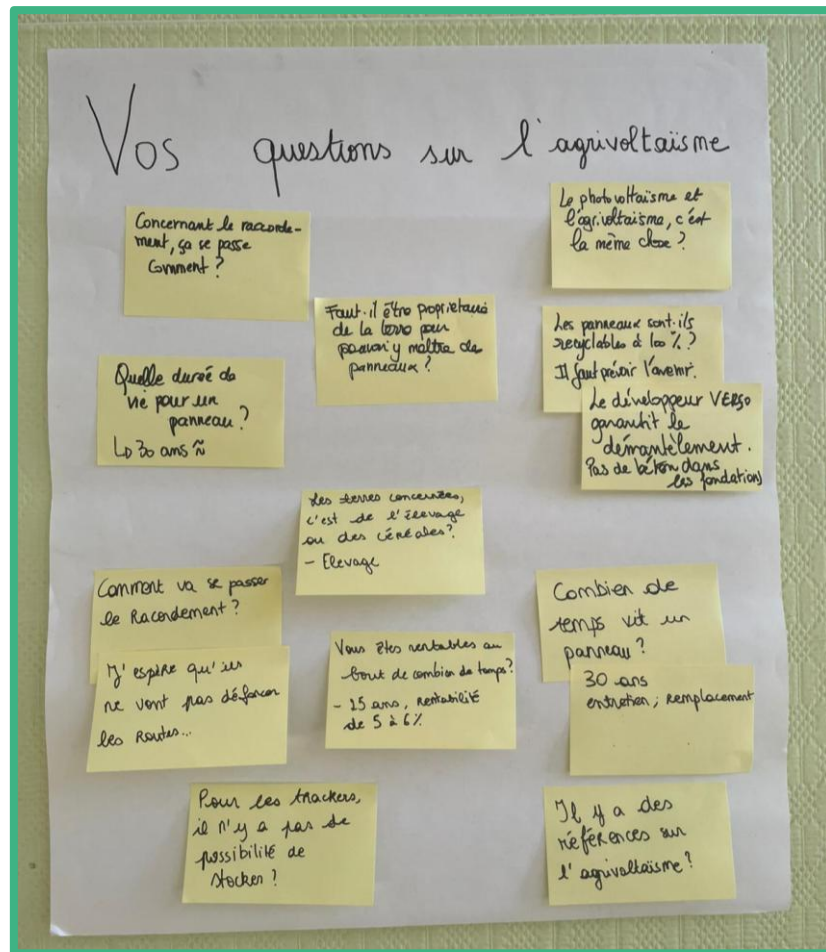 Vos questions sur l'agrivoltaïsme
Concernant le raccorde-
ment, ça se passe
Comment ?
Le photovoltaïsme et
l'agrivoltaïsme, c'est
la même chose ?
Faut-il être propriétaire
de la terre pour
pouvoir y mettre des
panneaux ?
Les panneaux sont-ils
recyclables à 100 % ?
Il faut prévoir l'avenir.
Quelle durée de
vie pour un
panneau ?
↳ 30 ans ≈
Le développeur VERSO
garantit le
démantèlement.
Pas de béton dans
les fondations
Les terres concernées,
c'est de l'élevage
ou des céréales ?
- Elevage
Comment va se passer
le Racordement ?
J'espère qu'ils
ne vont pas défoncer
les Routes...
Vous êtes rentables au
bout de combien de temps ?
- 25 ans, rentabilité
de 5 à 6%
Combien de
temps vit un
panneau ?
30 ans
entretien ; remplacement
Pour les trackers,
il n'y a pas de
possibilité de
stocker ?
Il y a des
références sur
l'agrivoltaïsme ?